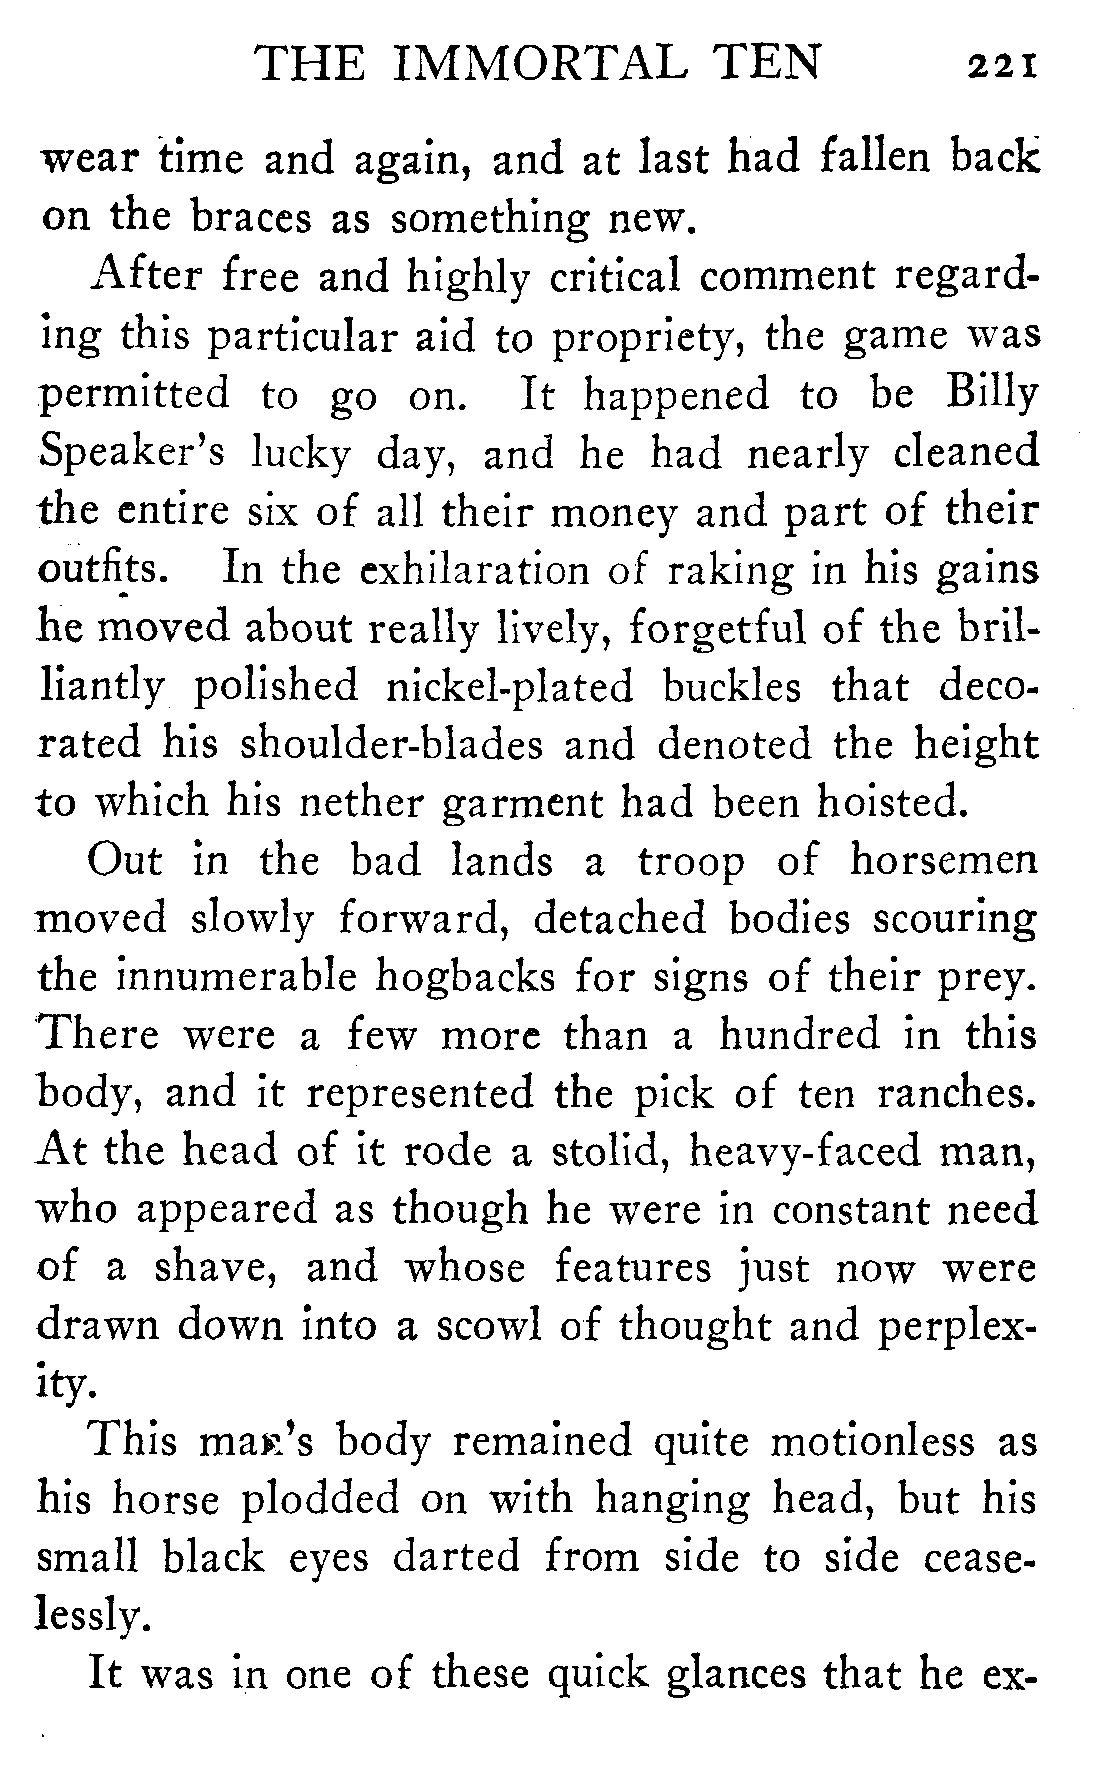 THE IMMORTAL TEN 221
wear time and again, and at last had fallen back
on the braces as something new.
After free and highly critical comment regard-
ing this particular aid to propriety, the game was
permitted to go on. It happened to be Billy
Speaker's lucky day, and he had nearly cleaned
the entire six of all their money and part of their
outfits. In the exhilaration of raking in his gains
he moved about really lively, forgetful of the bril-
liantly polished nickel-plated buckles that deco-
rated his shoulder-blades and denoted the height
to which his nether garment had been hoisted.
Out in the bad lands a troop of horsemen
moved slowly forward, detached bodies scouring
the innumerable hogbacks for signs of their prey.
There were a few more than a hundred in this
body, and it represented the pick of ten ranches.
At the head of it rode a stolid, heavy-faced man,
who appeared as though he were in constant need
of a shave, and whose features just now were
drawn down into a scowl of thought and perplex-
ity.
This man's body remained quite motionless as
his horse plodded on with hanging head, but his
small black eyes darted from side to side cease-
lessly.
It was in one of these quick glances that he ex-